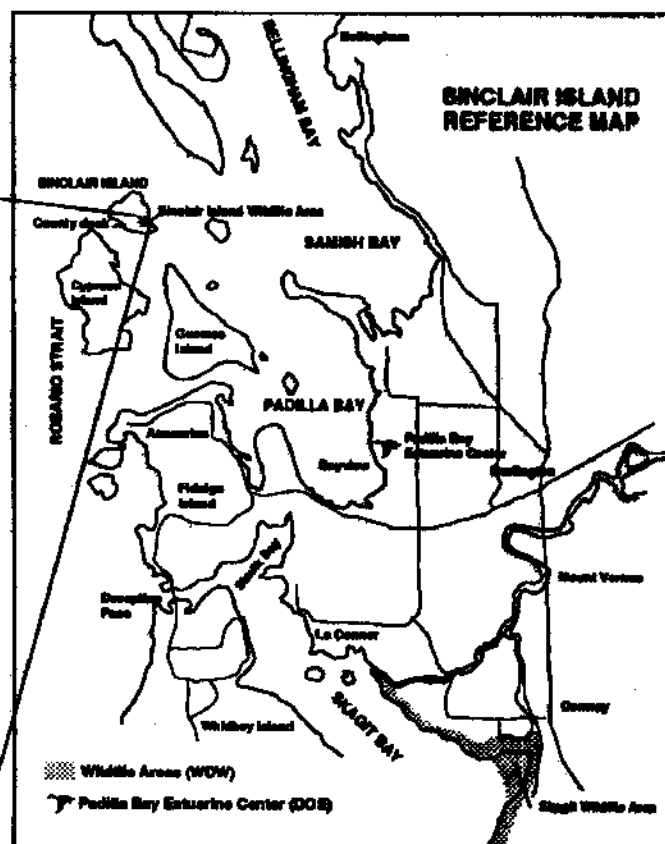 Bellingham
BELLINGHAM BAY
SINCLAIR ISLAND
REFERENCE MAP
SINCLAIR ISLAND
Sinclair Island Wildlife Area
County dock
SAMISH BAY
Cypress
Island
Guemes
Island
ROSARIO STRAIT
PADILLA BAY
Anacortes
Padilla Bay
Estuarine Center
Bayview
Burlington
Fidalgo
Island
Mount Vernon
Deception
Pass
La Conner
SKAGIT BAY
Conway
Whidbey Island
Wildlife Areas (WDW)
Padilla Bay Estuarine Center (DOE)
Skagit Wildlife Area